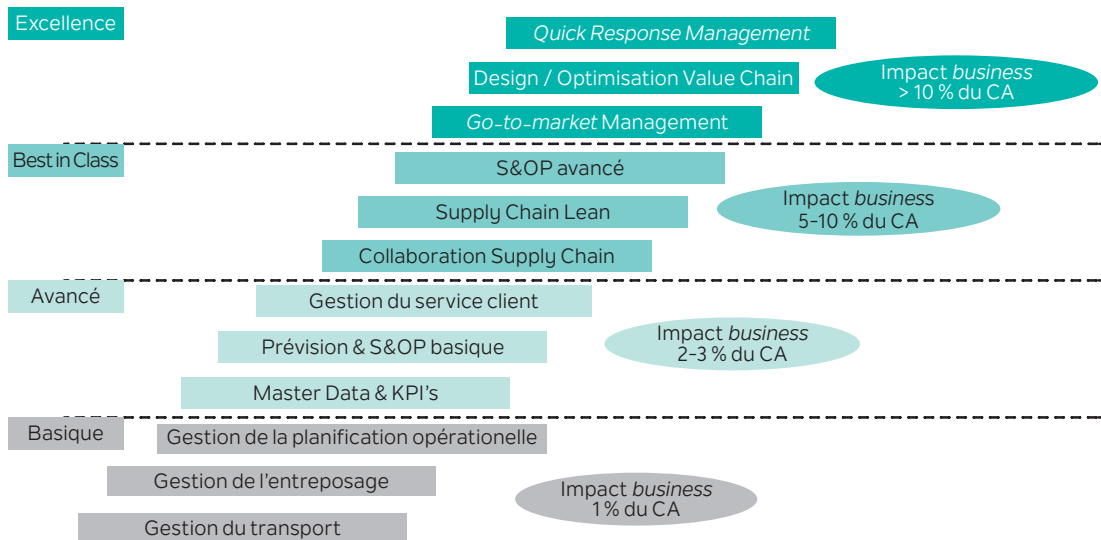 Excellence
Quick Response Management
Design / Optimisation Value Chain
Go-to-market Management
Impact business
> 10 % du CA
Best in Class
S&OP avancé
Supply Chain Lean
Collaboration Supply Chain
Impact business
5-10 % du CA
Avancé
Gestion du service client
Prévision & S&OP basique
Master Data & KPI's
Impact business
2-3 % du CA
Basique
Gestion de la planification opérationelle
Gestion de l'entreposage
Gestion du transport
Impact business
1 % du CA